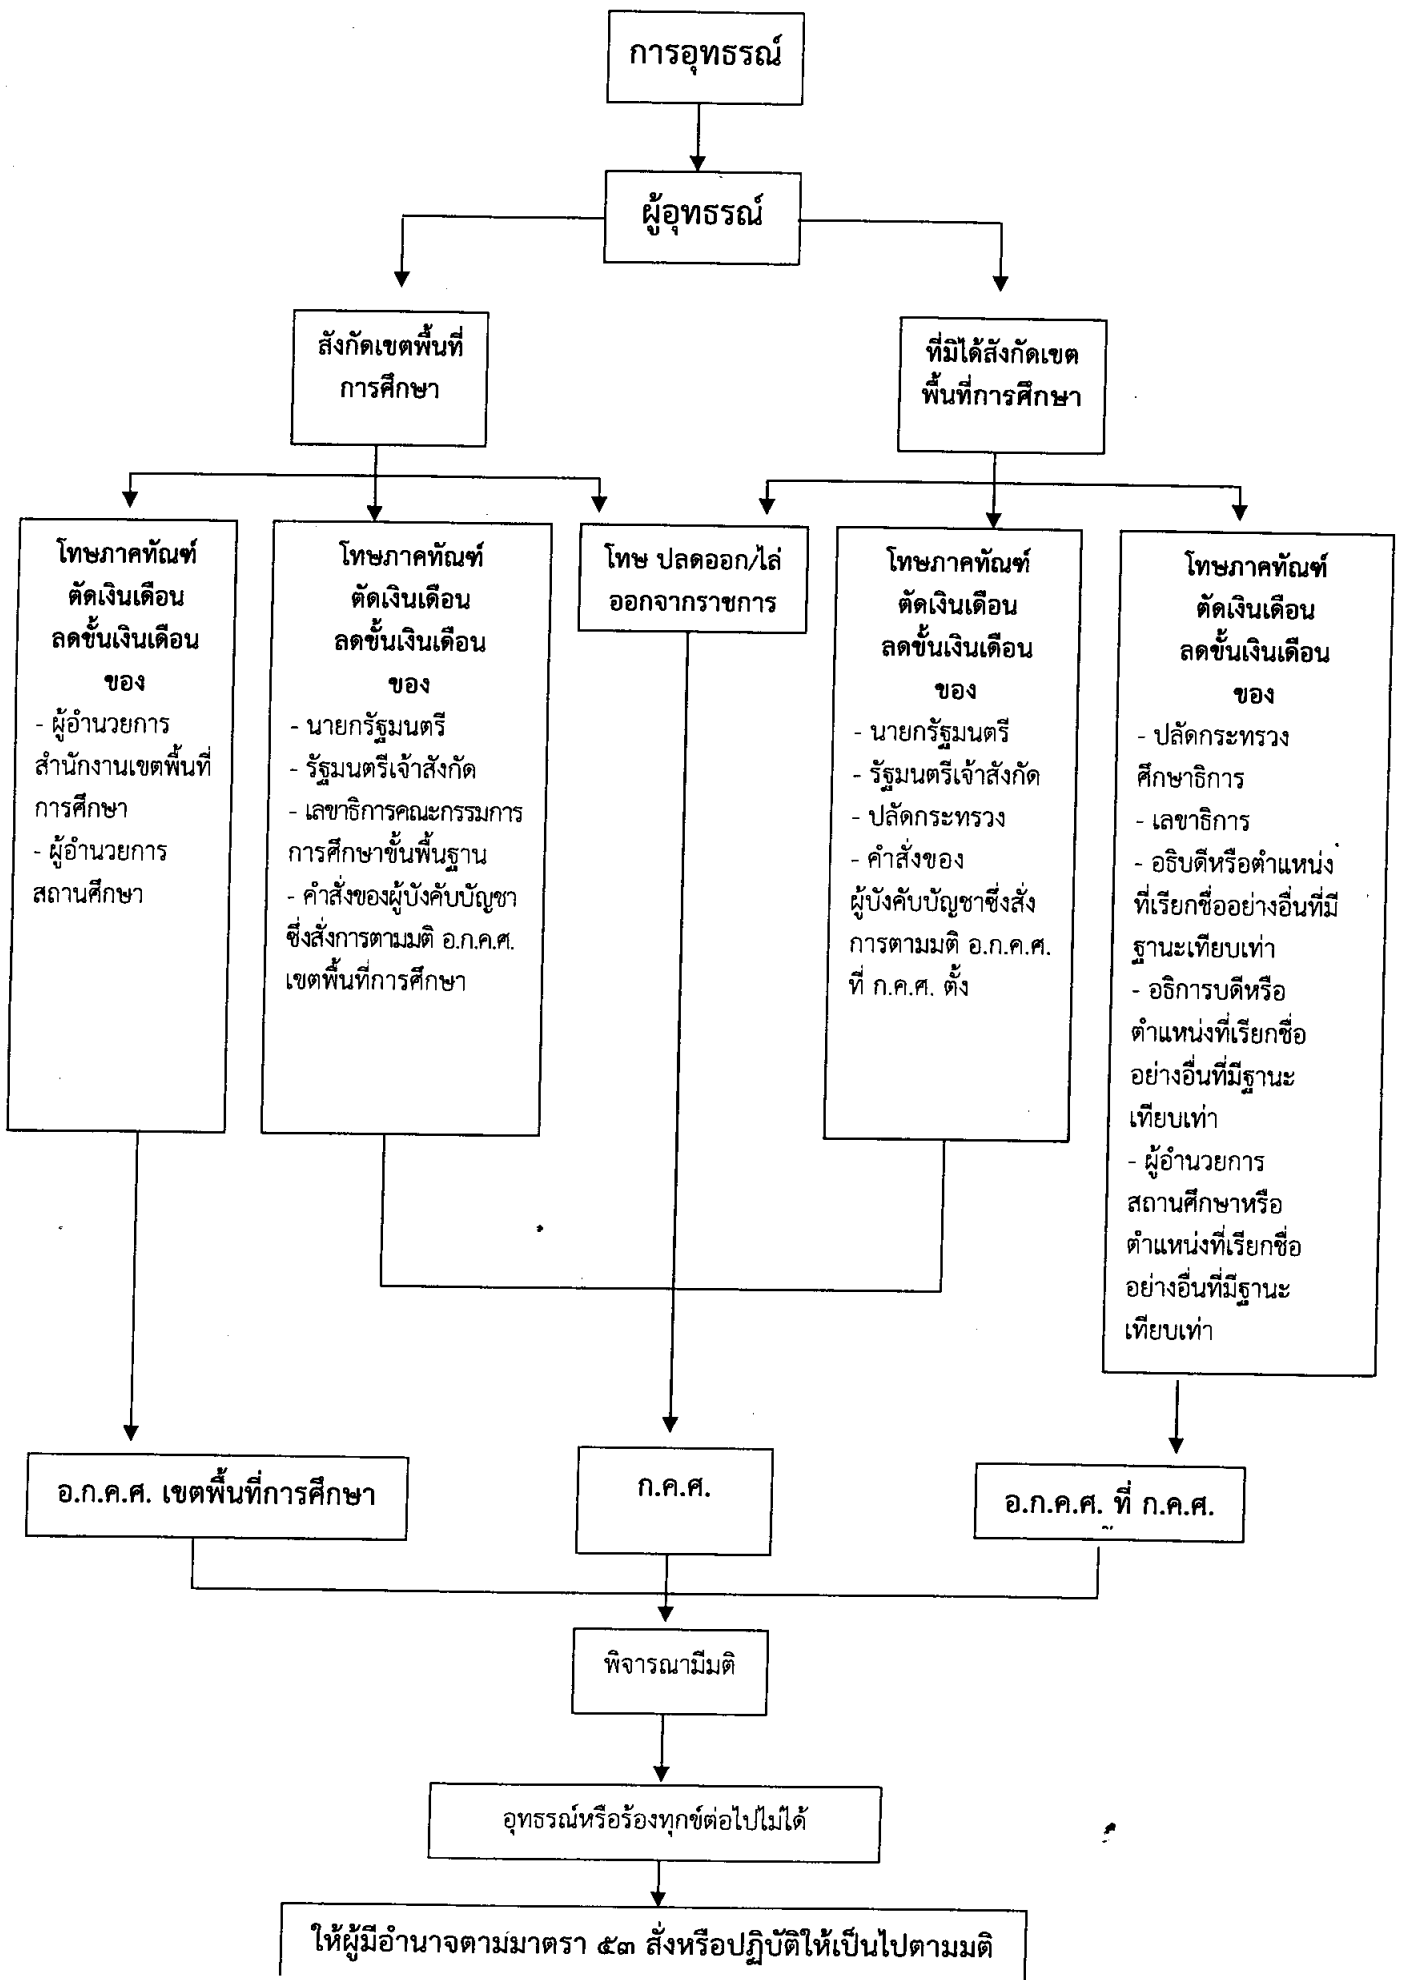 การอุทธรณ์
ผู้อุทธรณ์
สังกัดเขตพื้นที่
การศึกษา
ที่มิได้สังกัดเขต
พื้นที่การศึกษา
โทษภาคทัณฑ์
ตัดเงินเดือน
ลดขั้นเงินเดือน
ของ
- ผู้อำนวยการ
สำนักงานเขตพื้นที่
การศึกษา
- ผู้อำนวยการ
สถานศึกษา
โทษภาคทัณฑ์
ตัดเงินเดือน
ลดขั้นเงินเดือน
ของ
- นายกรัฐมนตรี
- รัฐมนตรีเจ้าสังกัด
- เลขาธิการคณะกรรมการ
การศึกษาขั้นพื้นฐาน
- คำสั่งของผู้บังคับบัญชา
ซึ่งสั่งการตามมติ อ.ก.ค.ศ.
เขตพื้นที่การศึกษา
โทษ ปลดออก/ไล่
ออกจากราชการ
โทษภาคทัณฑ์
ตัดเงินเดือน
ลดขั้นเงินเดือน
ของ
- นายกรัฐมนตรี
- รัฐมนตรีเจ้าสังกัด
- ปลัดกระทรวง
- คำสั่งของ
ผู้บังคับบัญชาซึ่งสั่ง
การตามมติ อ.ก.ค.ศ.
ที่ ก.ค.ศ. ตั้ง
โทษภาคทัณฑ์
ตัดเงินเดือน
ลดขั้นเงินเดือน
ของ
- ปลัดกระทรวง
ศึกษาธิการ
- เลขาธิการ
- อธิบดีหรือตำแหน่ง
ที่เรียกชื่ออย่างอื่นที่มี
ฐานะเทียบเท่า
- อธิการบดีหรือ
ตำแหน่งที่เรียกชื่อ
อย่างอื่นที่มีฐานะ
เทียบเท่า
- ผู้อำนวยการ
สถานศึกษาหรือ
ตำแหน่งที่เรียกชื่อ
อย่างอื่นที่มีฐานะ
เทียบเท่า
อ.ก.ค.ศ. เขตพื้นที่การศึกษา
ก.ค.ศ.
อ.ก.ค.ศ. ที่ ก.ค.ศ.
พิจารณามีมติ
อุทธรณ์หรือร้องทุกข์ต่อไปไม่ได้
ให้ผู้มีอำนาจตามมาตรา ๕๓ สั่งหรือปฏิบัติให้เป็นไปตามมติ